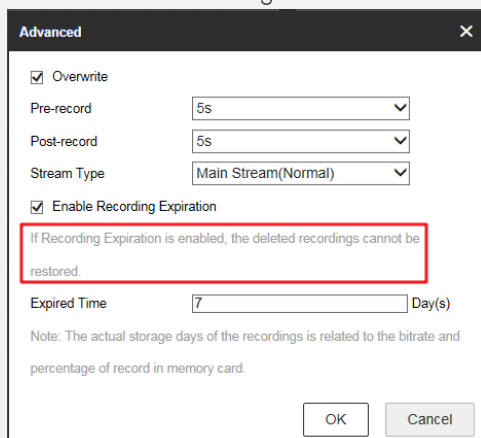 Advanced
Overwrite
Pre-record 5s
Post-record 5s
Stream Type Main Stream(Normal)
Enable Recording Expiration
If Recording Expiration is enabled, the deleted recordings cannot be
restored.
Expired Time 7 Day(s)
Note: The actual storage days of the recordings is related to the bitrate and
percentage of record in memory card.
OK Cancel